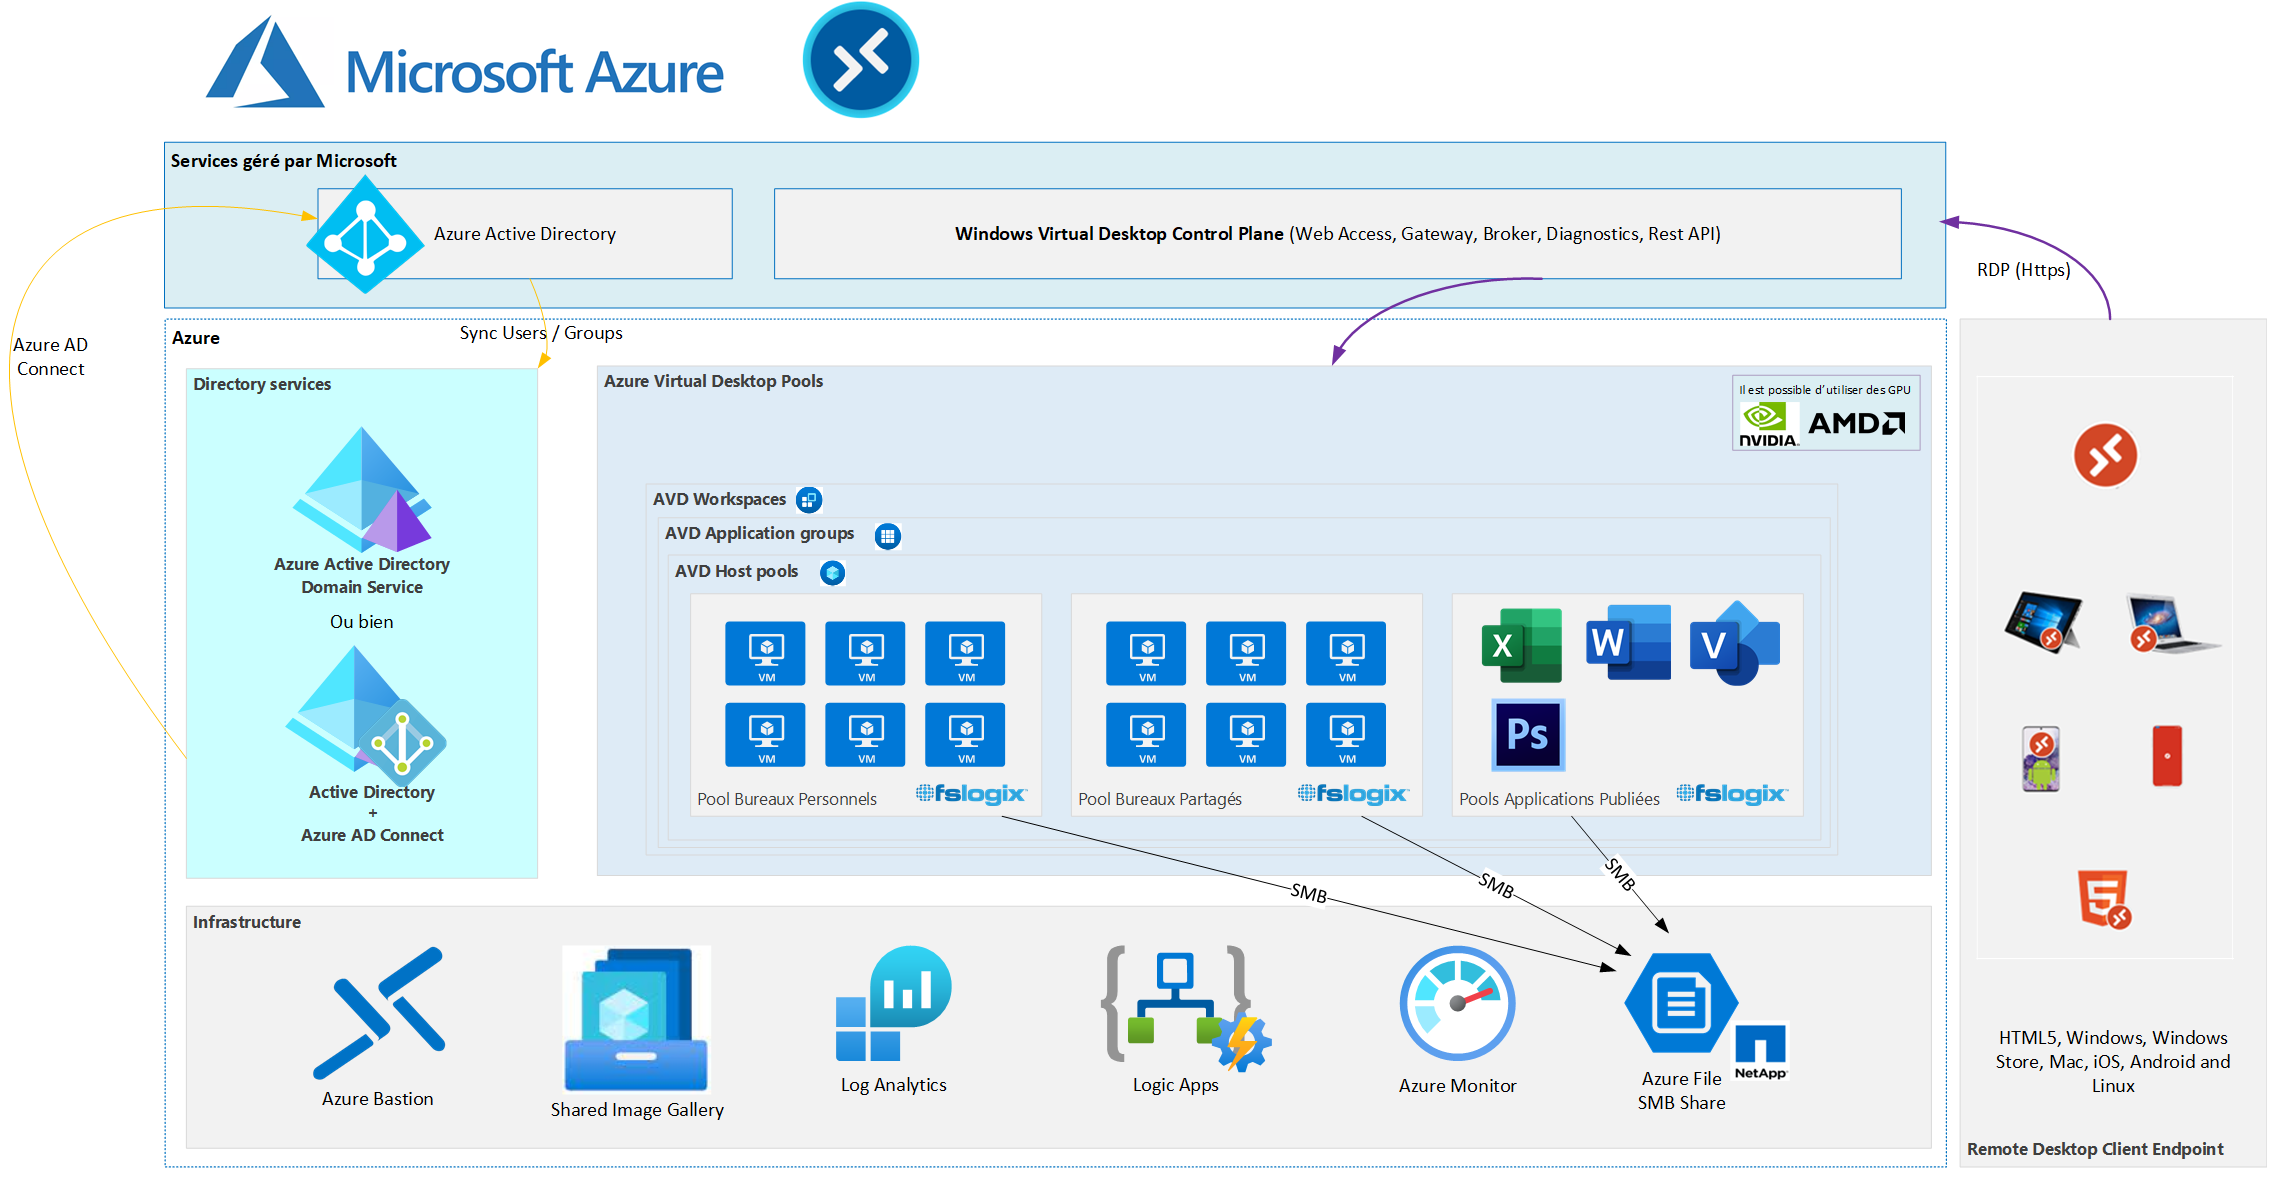 Microsoft Azure
Services géré par Microsoft
Azure Active Directory
Windows Virtual Desktop Control Plane (Web Access, Gateway, Broker, Diagnostics, Rest API)
RDP (Https)
Azure AD
Connect
Sync Users / Groups
Azure
Directory services
Azure Active Directory
Domain Service
Ou bien
Active Directory
+
Azure AD Connect
Azure Virtual Desktop Pools
Il est possible d'utiliser des GPU
NVIDIA.
AMD
AVD Workspaces
AVD Application groups
AVD Host pools
VM
VM
VM
VM
VM
VM
Pool Bureaux Personnels
fslogix
VM
VM
VM
VM
VM
VM
Pool Bureaux Partagés
fslogix
X
W
V
Ps
Pools Applications Publiées
fslogix
SMB
SMB
SMB
Infrastructure
Azure Bastion
Shared Image Gallery
Log Analytics
Logic Apps
Azure Monitor
Azure File
SMB Share
NetApp
HTML5, Windows, Windows
Store, Mac, iOS, Android and
Linux
Remote Desktop Client Endpoint